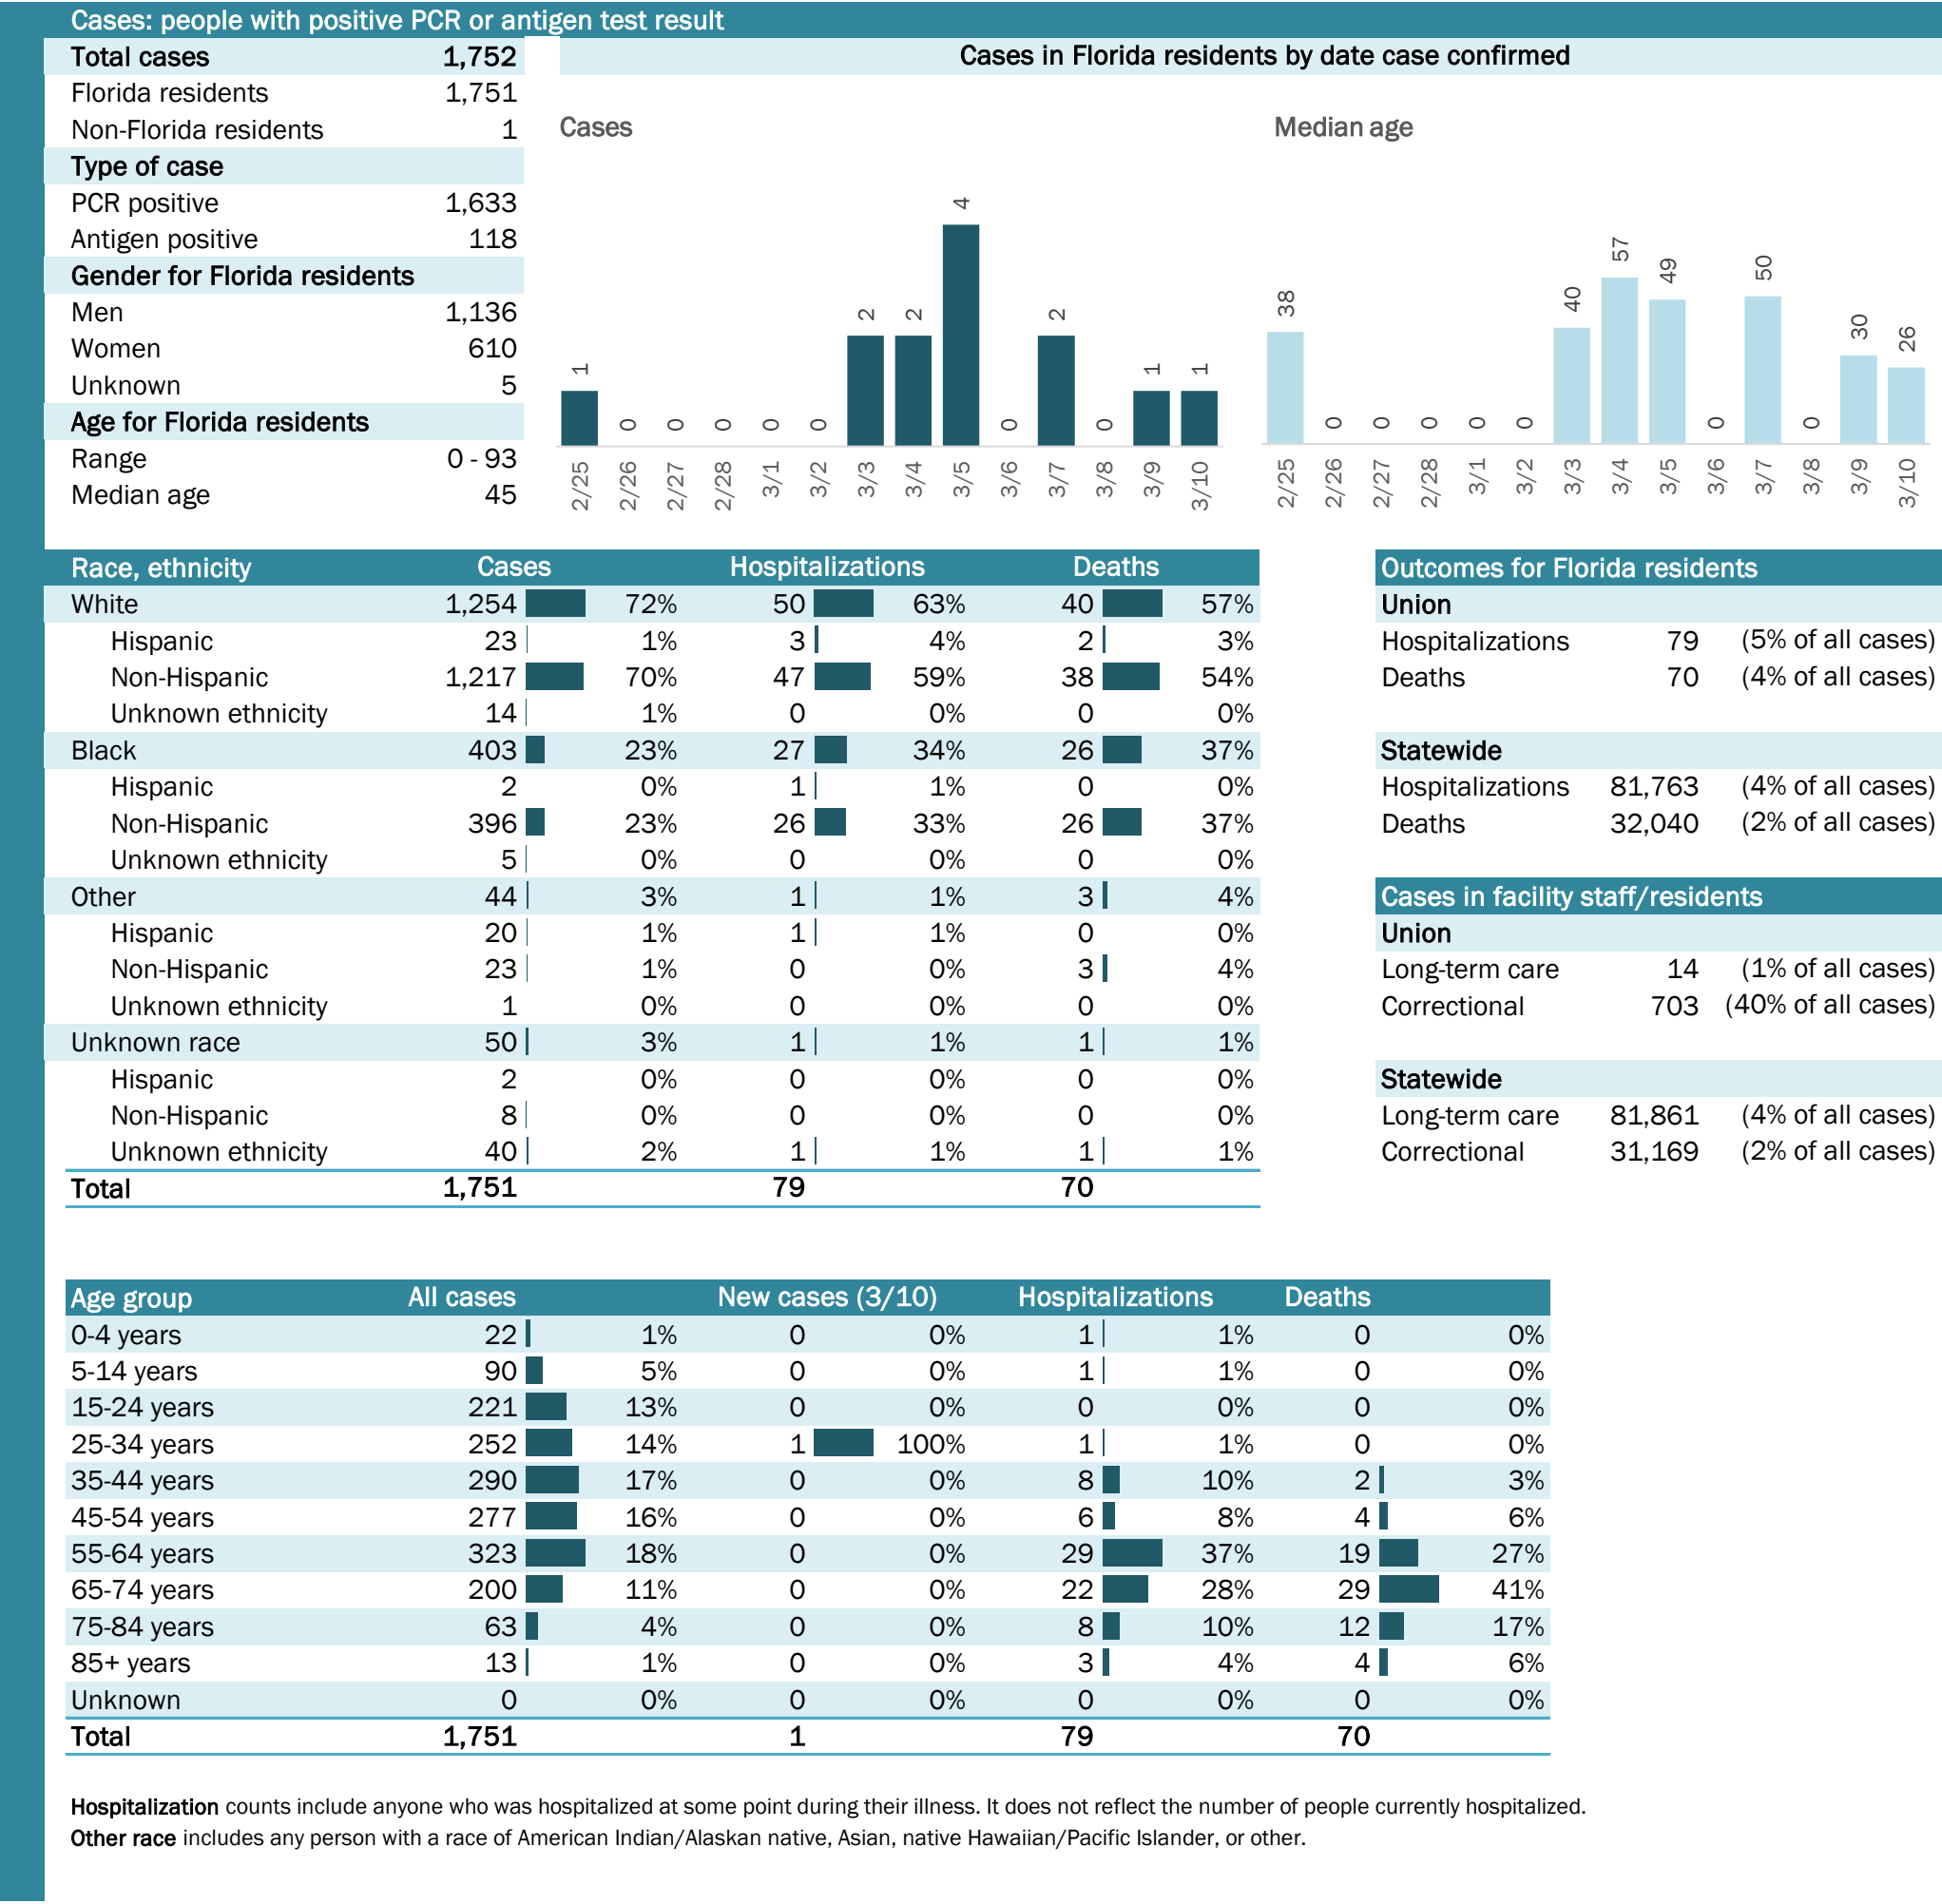 Cases: people with positive PCR or antigen test result
Total cases 1,752
Florida residents 1,751
Non-Florida residents 1
Type of case
PCR positive 1,633
Antigen positive 118
Gender for Florida residents
Men 1,136
Women 610
Unknown 5
Age for Florida residents
Range 0 - 93
Median age 45
Cases in Florida residents by date case confirmed
Cases
1 0 0 0 0 0 2 2 4 0 2 0 1 1
2/25 2/26 2/27 2/28 3/1 3/2 3/3 3/4 3/5 3/6 3/7 3/8 3/9 3/10
Median age
38 0 0 0 0 0 40 57 49 0 50 0 30 26
2/25 2/26 2/27 2/28 3/1 3/2 3/3 3/4 3/5 3/6 3/7 3/8 3/9 3/10
Race, ethnicity Cases Hospitalizations Deaths
White 1,254 72% 50 63% 40 57%
Hispanic 23 1% 3 4% 2 3%
Non-Hispanic 1,217 70% 47 59% 38 54%
Unknown ethnicity 14 1% 0 0% 0 0%
Black 403 23% 27 34% 26 37%
Hispanic 2 0% 1 1% 0 0%
Non-Hispanic 396 23% 26 33% 26 37%
Unknown ethnicity 5 0% 0 0% 0 0%
Other 44 3% 1 1% 3 4%
Hispanic 20 1% 1 1% 0 0%
Non-Hispanic 23 1% 0 0% 3 4%
Unknown ethnicity 1 0% 0 0% 0 0%
Unknown race 50 3% 1 1% 1 1%
Hispanic 2 0% 0 0% 0 0%
Non-Hispanic 8 0% 0 0% 0 0%
Unknown ethnicity 40 2% 1 1% 1 1%
Total 1,751 79 70
Outcomes for Florida residents
Union
Hospitalizations 79 (5% of all cases)
Deaths 70 (4% of all cases)
Statewide
Hospitalizations 81,763 (4% of all cases)
Deaths 32,040 (2% of all cases)
Cases in facility staff/residents
Union
Long-term care 14 (1% of all cases)
Correctional 703 (40% of all cases)
Statewide
Long-term care 81,861 (4% of all cases)
Correctional 31,169 (2% of all cases)
Age group All cases New cases (3/10) Hospitalizations Deaths
0-4 years 22 1% 0 0% 1 1% 0 0%
5-14 years 90 5% 0 0% 1 1% 0 0%
15-24 years 221 13% 0 0% 0 0% 0 0%
25-34 years 252 14% 1 100% 1 1% 0 0%
35-44 years 290 17% 0 0% 8 10% 2 3%
45-54 years 277 16% 0 0% 6 8% 4 6%
55-64 years 323 18% 0 0% 29 37% 19 27%
65-74 years 200 11% 0 0% 22 28% 29 41%
75-84 years 63 4% 0 0% 8 10% 12 17%
85+ years 13 1% 0 0% 3 4% 4 6%
Unknown 0 0% 0 0% 0 0% 0 0%
Total 1,751 1 79 70
Hospitalization counts include anyone who was hospitalized at some point during their illness. It does not reflect the number of people currently hospitalized.
Other race includes any person with a race of American Indian/Alaskan native, Asian, native Hawaiian/Pacific Islander, or other.